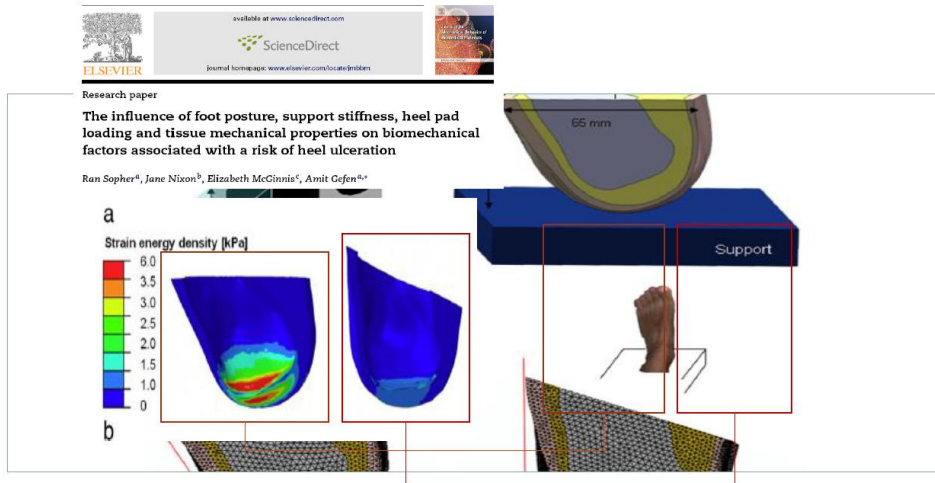 available at www.sciencedirect.com
ScienceDirect
journal homepage: www.elsevier.com/locate/jmbbm
ELSEVIER
Research paper
The influence of foot posture, support stiffness, heel pad
loading and tissue mechanical properties on biomechanical
factors associated with a risk of heel ulceration
Ran Sopher a, Jane Nixon b, Elizabeth McGinnis c, Amit Gefen a,*
65 mm
Support
a
Strain energy density [kPa]
6.0
3.5
3.0
2.5
2.0
1.5
1.0
0
b